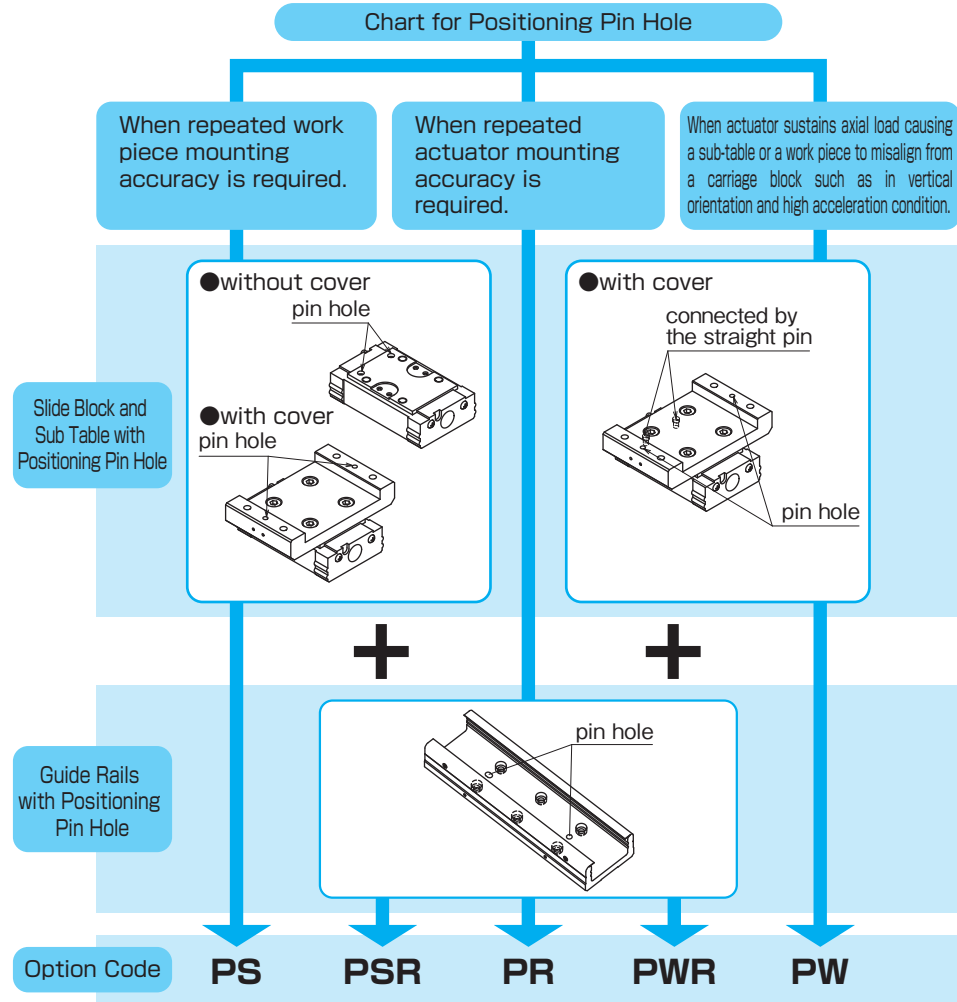 Chart for Positioning Pin Hole
When repeated work
piece mounting
accuracy is required.
When repeated
actuator mounting
accuracy is
required.
When actuator sustains axial load causing
a sub-table or a work piece to misalign from
a carriage block such as in vertical
orientation and high acceleration condition.
Slide Block and
Sub Table with
Positioning Pin Hole
●without cover
pin hole
●with cover
pin hole
●with cover
connected by
the straight pin
pin hole
+
+
Guide Rails
with Positioning
Pin Hole
pin hole
Option Code
PS
PSR
PR
PWR
PW